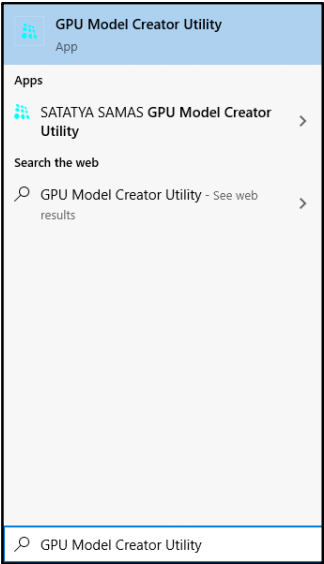 GPU Model Creator Utility
App
Apps
SATATYA SAMAS GPU Model Creator
Utility
Search the web
GPU Model Creator Utility - See web
results
GPU Model Creator Utility